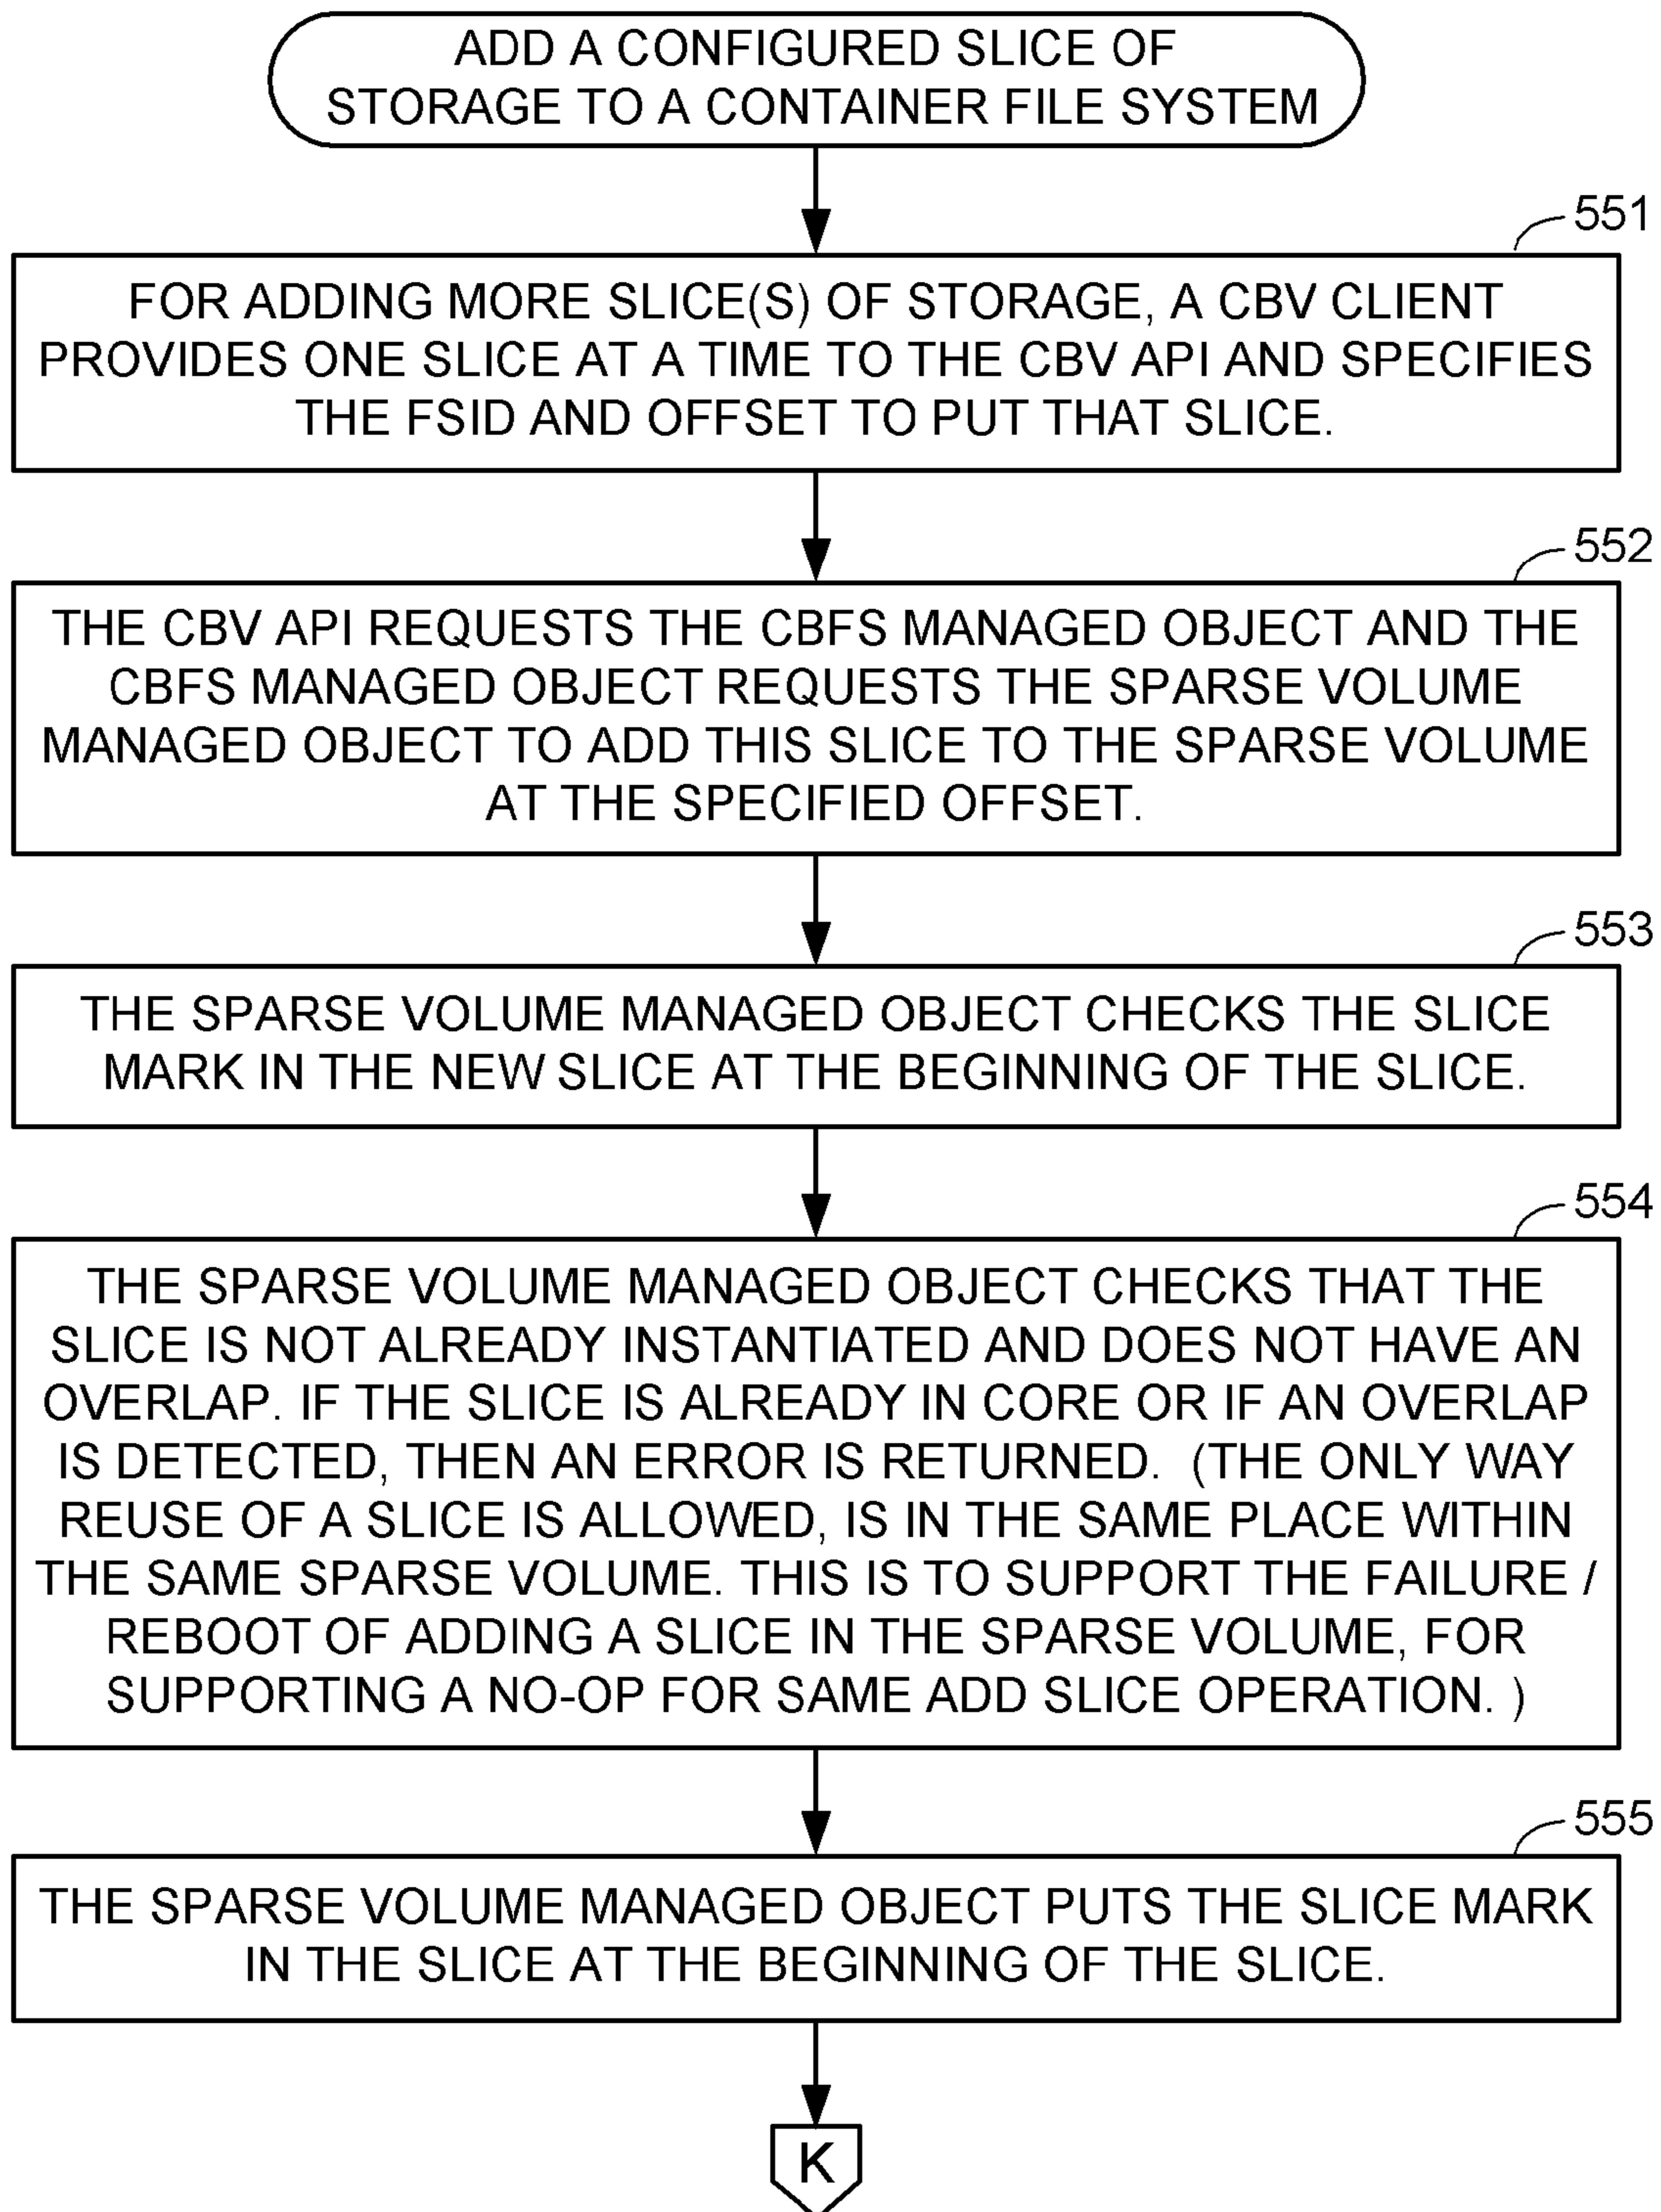 ADD A CONFIGURED SLICE OF
STORAGE TO A CONTAINER FILE SYSTEM
551
FOR ADDING MORE SLICE(S) OF STORAGE, A CBV CLIENT
PROVIDES ONE SLICE AT A TIME TO THE CBV API AND SPECIFIES
THE FSID AND OFFSET TO PUT THAT SLICE.
552
THE CBV API REQUESTS THE CBFS MANAGED OBJECT AND THE
CBFS MANAGED OBJECT REQUESTS THE SPARSE VOLUME
MANAGED OBJECT TO ADD THIS SLICE TO THE SPARSE VOLUME
AT THE SPECIFIED OFFSET.
553
THE SPARSE VOLUME MANAGED OBJECT CHECKS THE SLICE
MARK IN THE NEW SLICE AT THE BEGINNING OF THE SLICE.
554
THE SPARSE VOLUME MANAGED OBJECT CHECKS THAT THE
SLICE IS NOT ALREADY INSTANTIATED AND DOES NOT HAVE AN
OVERLAP. IF THE SLICE IS ALREADY IN CORE OR IF AN OVERLAP
IS DETECTED, THEN AN ERROR IS RETURNED. (THE ONLY WAY
REUSE OF A SLICE IS ALLOWED, IS IN THE SAME PLACE WITHIN
THE SAME SPARSE VOLUME. THIS IS TO SUPPORT THE FAILURE /
REBOOT OF ADDING A SLICE IN THE SPARSE VOLUME, FOR
SUPPORTING A NO-OP FOR SAME ADD SLICE OPERATION. )
555
THE SPARSE VOLUME MANAGED OBJECT PUTS THE SLICE MARK
IN THE SLICE AT THE BEGINNING OF THE SLICE.
K